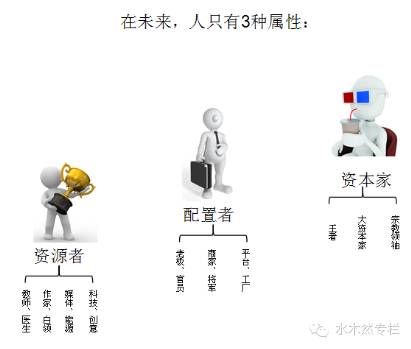 在未来，人只有3种属性：
资本家
王者
大资本家
宗教领袖
配置者
老板、官员
商家、将军
平台、工厂
资源者
教师、医生
作家、白领
媒体、能源
科技、创意
水木然专栏